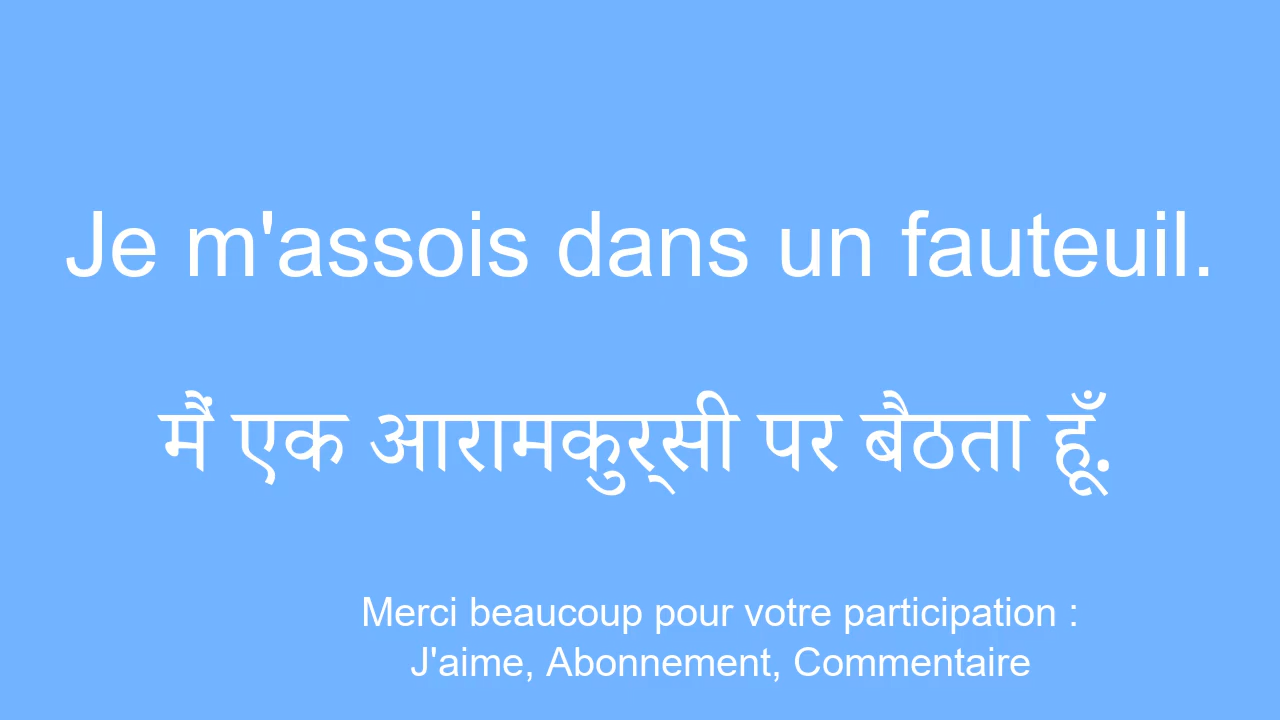 Je m'assois dans un fauteuil.
मैं एक आरामकुर्सी पर बैठता हूँ.
Merci beaucoup pour votre participation :
J'aime, Abonnement, Commentaire